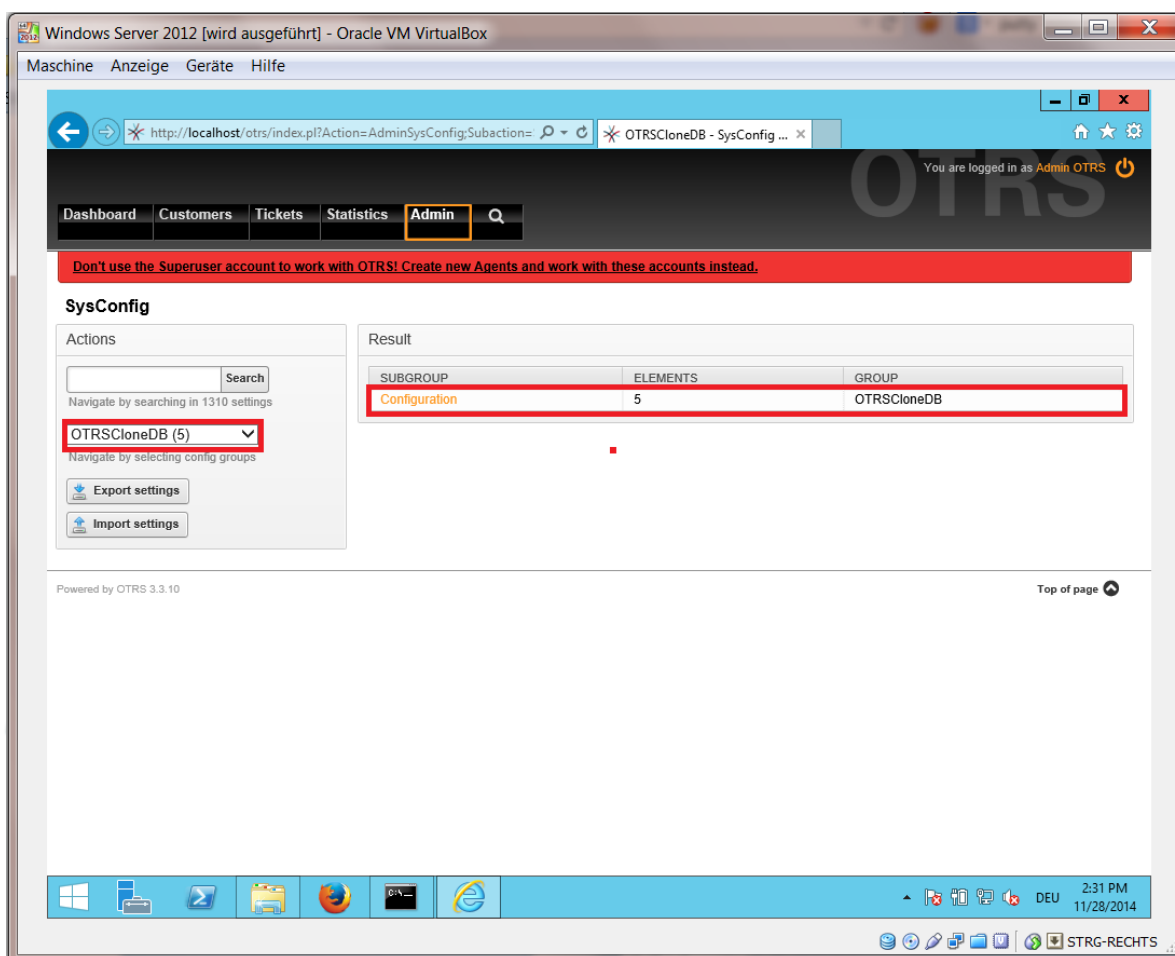 Windows Server 2012 [wird ausgeführt] - Oracle VM VirtualBox
Maschine Anzeige Geräte Hilfe
http://localhost/otrs/index.pl?Action=AdminSysConfig;Subaction=
OTRSCloneDB - SysConfig ...
OTRS
You are logged in as Admin OTRS
Dashboard Customers Tickets Statistics Admin
Don't use the Superuser account to work with OTRS! Create new Agents and work with these accounts instead.
SysConfig
Actions
Search
Navigate by searching in 1310 settings
OTRSCloneDB (5)
Navigate by selecting config groups
Export settings
Import settings
Result
SUBGROUP ELEMENTS GROUP
Configuration 5 OTRSCloneDB
Powered by OTRS 3.3.10
Top of page
DEU
2:31 PM
11/28/2014
STRG-RECHTS